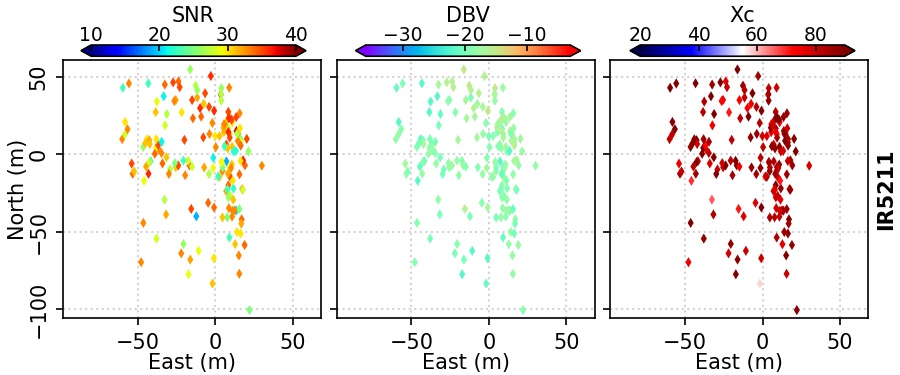 SNR DBV Xc
10 20 30 40 −30 −20 −10 20 40 60 80
50
0
−50
−100
North (m)
−50 0 50 −50 0 50 −50 0 50
East (m) East (m) East (m)
IR5211